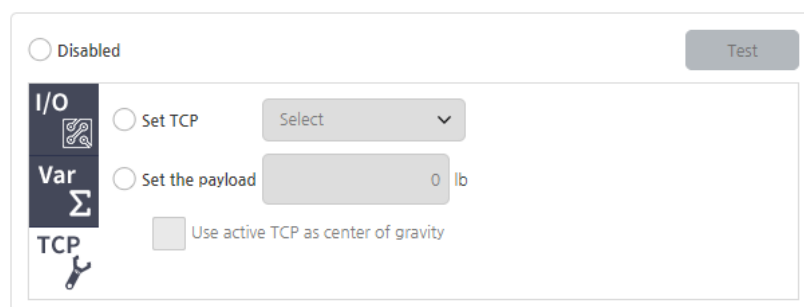 Disabled
Test
I/O
Set TCP
Select
Var
Σ
Set the payload
0 lb
Use active TCP as center of gravity
TCP